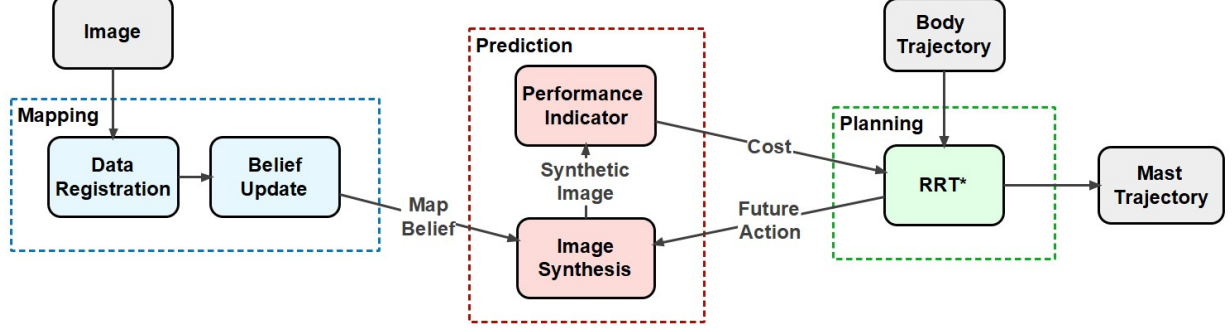 Image
Mapping
Data
Registration
Belief
Update
Map
Belief
Prediction
Performance
Indicator
Synthetic
Image
Image
Synthesis
Cost
Future
Action
Body
Trajectory
Planning
RRT*
Mast
Trajectory